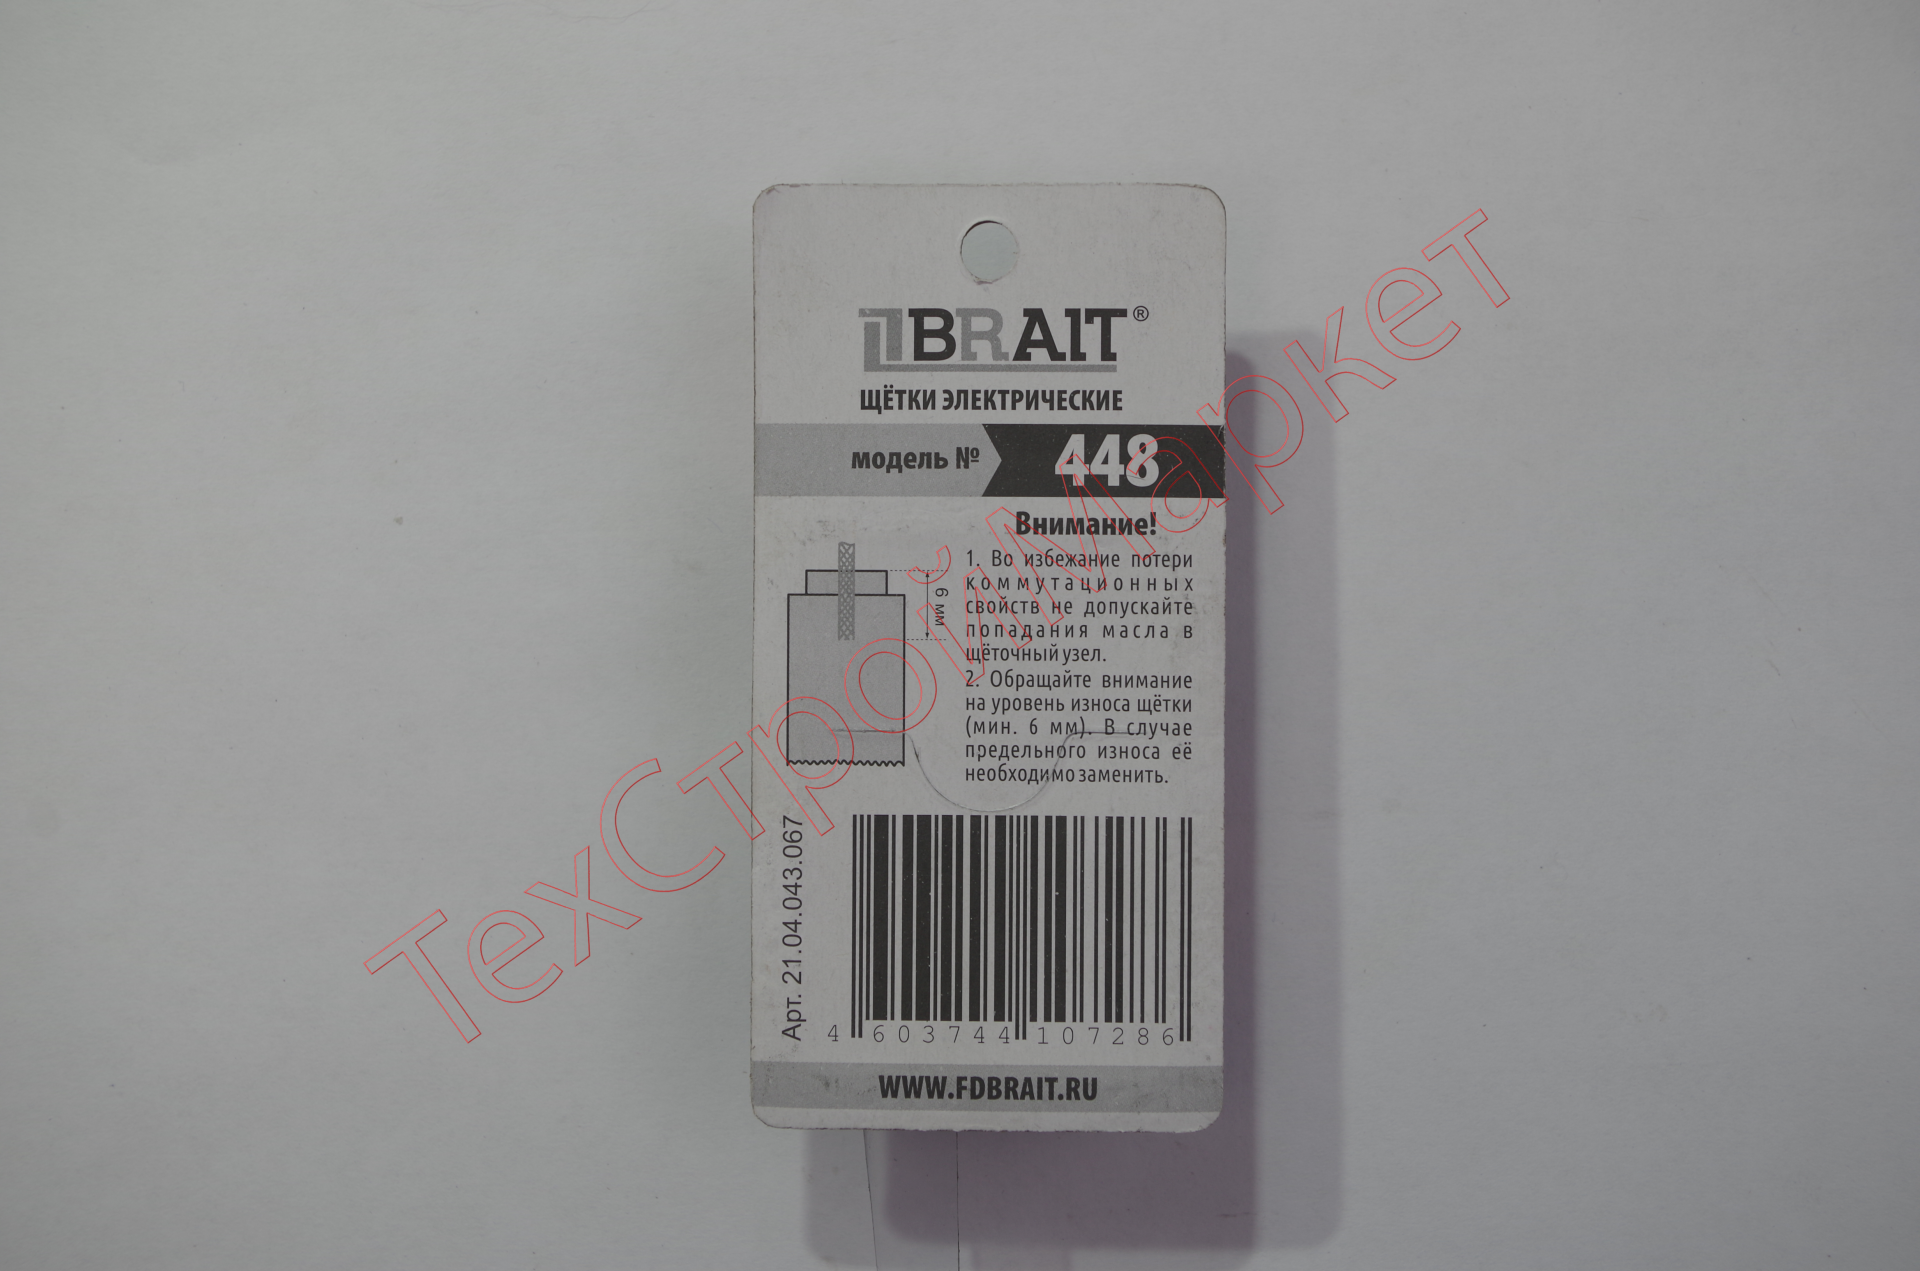 BRAIT®
ЩЁТКИ ЭЛЕКТРИЧЕСКИЕ
модель № 448
Внимание!
1. Во избежание потери
коммутационных
свойств не допускайте
попадания масла в
щёточный узел.
2. Обращайте внимание
на уровень износа щётки
(мин. 6 мм). В случае
предельного износа её
необходимо заменить.
6 мм
Арт. 21.04.043.067
4 603744 107286
WWW.FDBRAIT.RU
ТехСтройМаркет